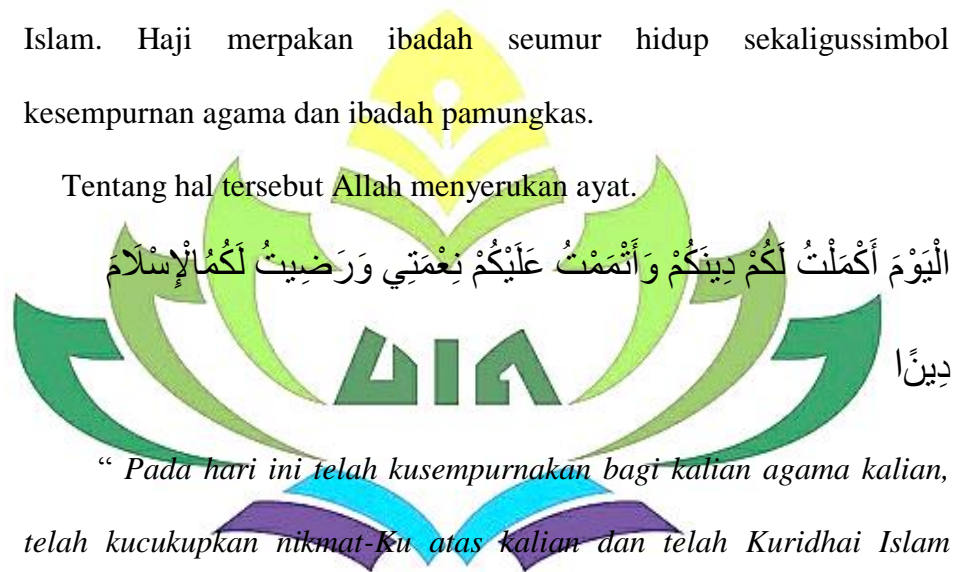 Islam. Haji merpakan ibadah seumur hidup sekaligussimbol
kesempurnan agama dan ibadah pamungkas.
Tentang hal tersebut Allah menyerukan ayat.
الْيَوْمَ أَكْمَلْتُ لَكُمْ دِينَكُمْ وَأَتْمَمْتُ عَلَيْكُمْ نِعْمَتِي وَرَضِيتُ لَكُمُالْإِسْلَامَ
دِينًا
“ Pada hari ini telah kusempurnakan bagi kalian agama kalian,
telah kucukupkan nikmat-Ku atas kalian dan telah Kuridhai Islam